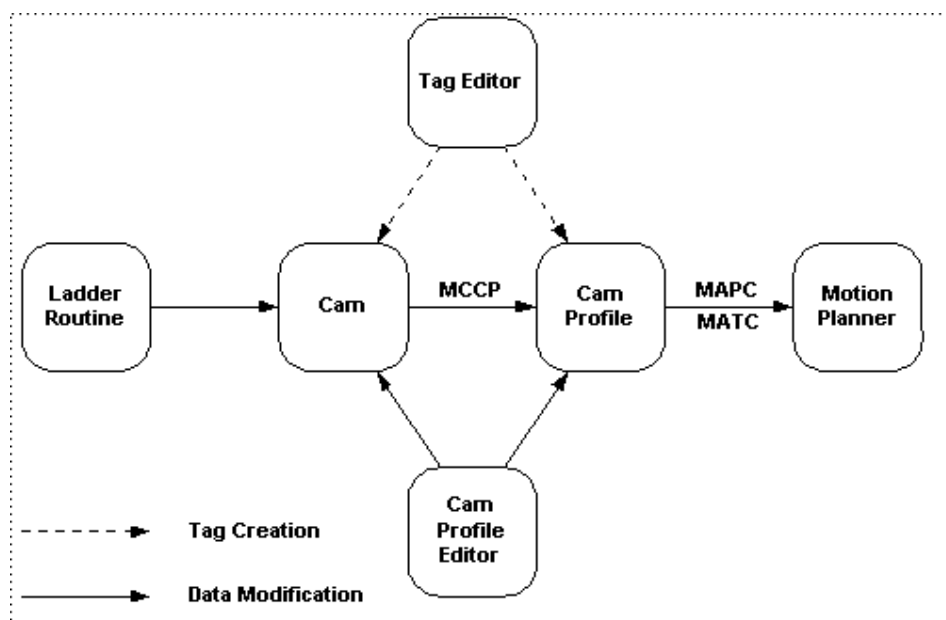 Tag Editor
Ladder
Routine
Cam
MCCP
Cam
Profile
MAPC
MATC
Motion
Planner
Cam
Profile
Editor
Tag Creation
Data Modification